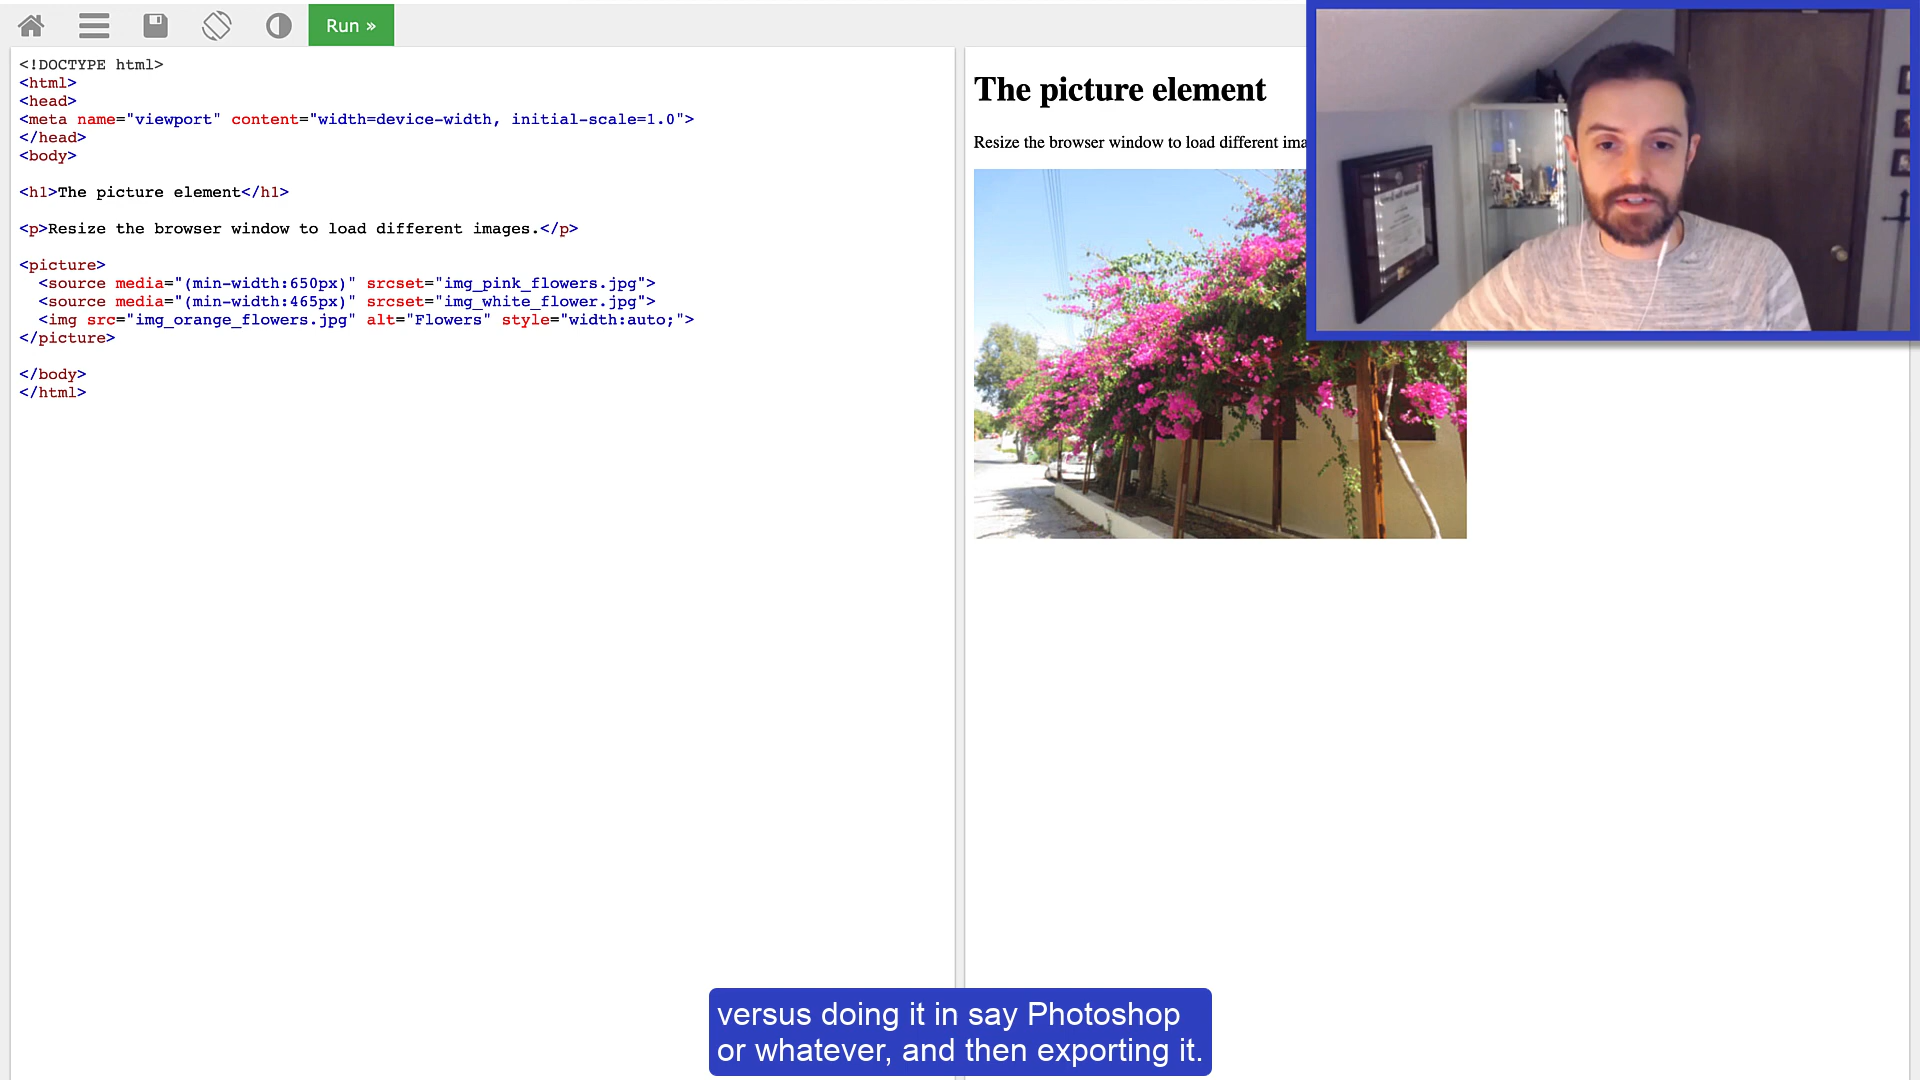 Run »
<!DOCTYPE html>
<html>
<head>
<meta name="viewport" content="width=device-width, initial-scale=1.0">
</head>
<body>
<h1>The picture element</h1>
<p>Resize the browser window to load different images.</p>
<picture>
  <source media="(min-width:650px)" srcset="img_pink_flowers.jpg">
  <source media="(min-width:465px)" srcset="img_white_flower.jpg">
  <img src="img_orange_flowers.jpg" alt="Flowers" style="width:auto;">
</picture>
</body>
</html>
The picture element
Resize the browser window to load different ima
versus doing it in say Photoshop
or whatever, and then exporting it.